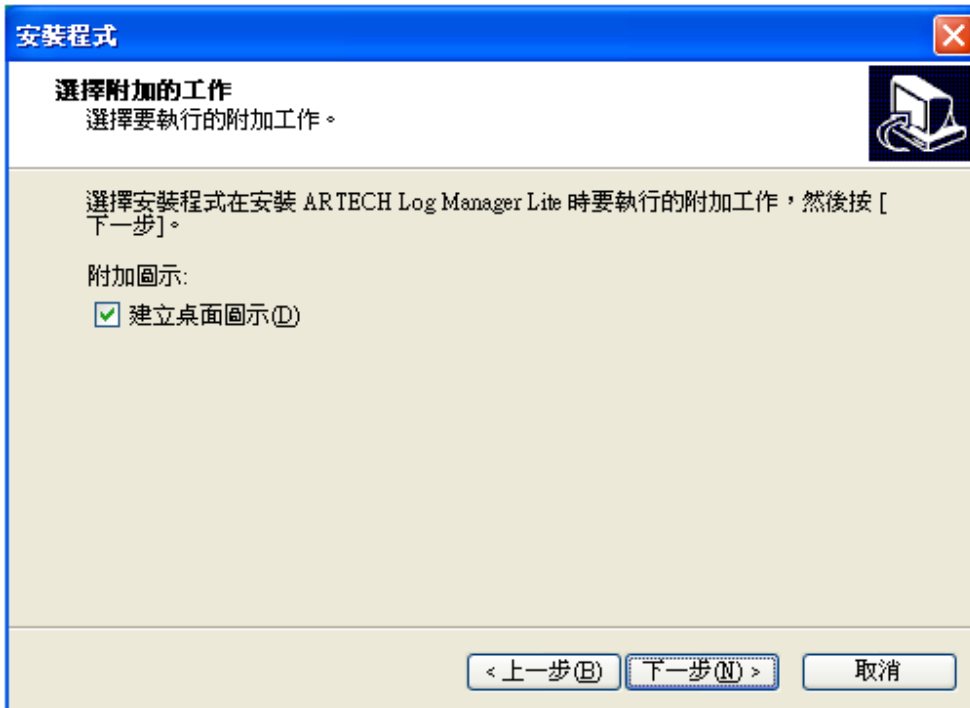 安裝程式
選擇附加的工作
選擇要執行的附加工作。
選擇安裝程式在安裝 ARTECH Log Manager Lite 時要執行的附加工作，然後按 [
下一步]。
附加圖示:
建立桌面圖示(D)
< 上一步(B) 下一步(N) > 取消